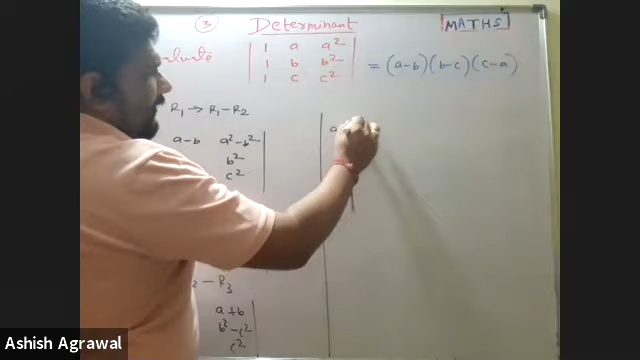 3 Determinant MATHS
1 a a²
1 b b² = (a-b)(b-c)(c-a)
1 c c²
R₁ → R₁-R₂
a-b a²-b²
b²
c²
a
- R₃
a+b
b²-c²
c²
Ashish Agrawal